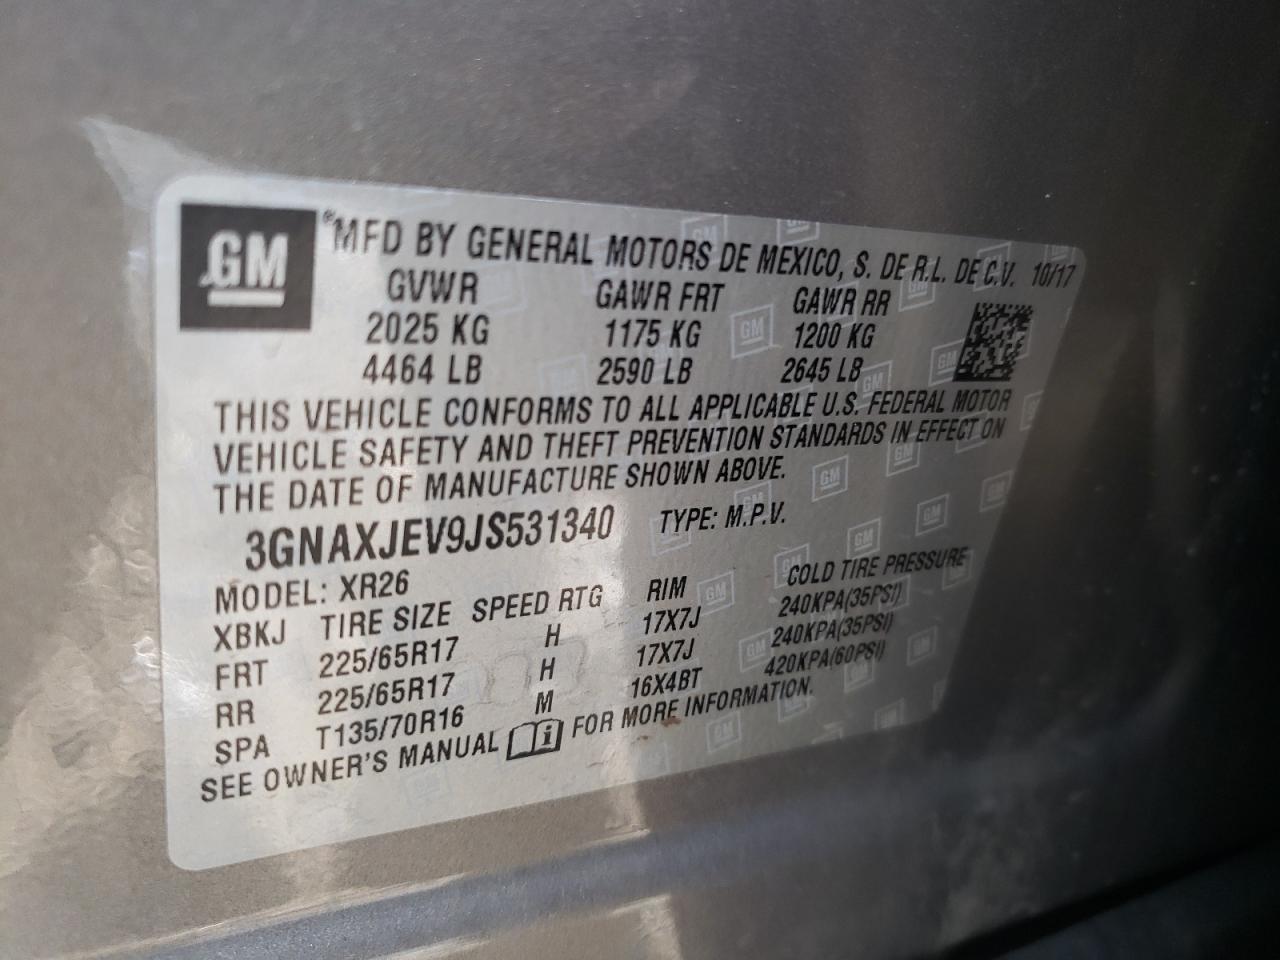 GM ® MFD BY GENERAL MOTORS DE MEXICO, S. DE R.L. DE C.V. 10/17
GVWR GAWR FRT GAWR RR
2025 KG 1175 KG 1200 KG
4464 LB 2590 LB 2645 LB
THIS VEHICLE CONFORMS TO ALL APPLICABLE U.S. FEDERAL MOTOR
VEHICLE SAFETY AND THEFT PREVENTION STANDARDS IN EFFECT ON
THE DATE OF MANUFACTURE SHOWN ABOVE.
3GNAXJEV9JS531340 TYPE: M.P.V.
MODEL: XR26
XBKJ TIRE SIZE SPEED RTG RIM COLD TIRE PRESSURE
FRT 225/65R17 H 17X7J 240KPA(35PSI)
RR 225/65R17 H 17X7J 240KPA(35PSI)
SPA T135/70R16 M 16X4BT 420KPA(60PSI)
SEE OWNER'S MANUAL FOR MORE INFORMATION.